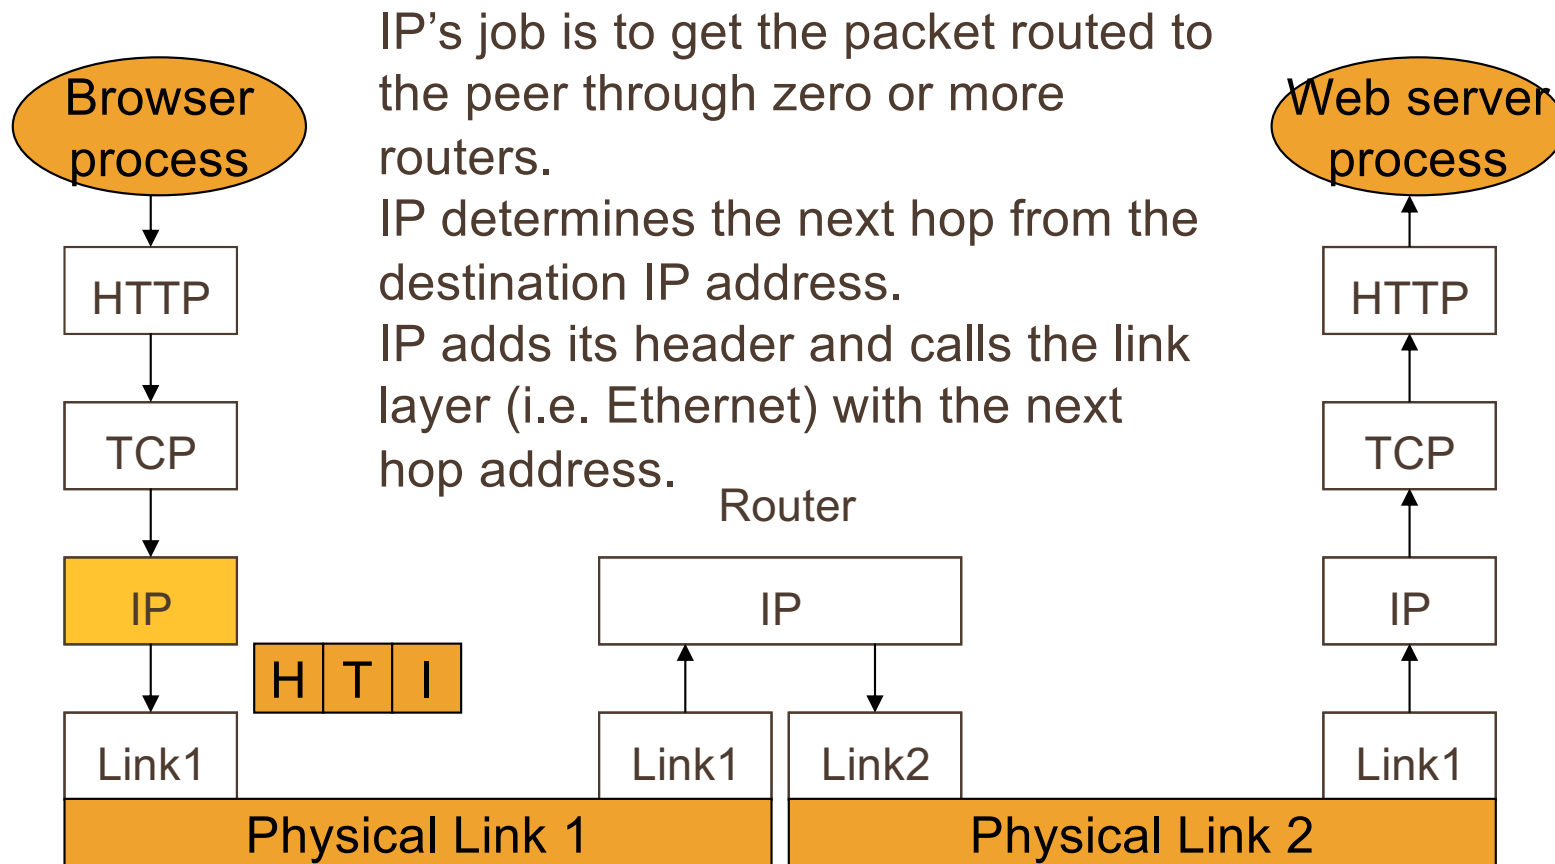 IP’s job is to get the packet routed to
the peer through zero or more
routers.
IP determines the next hop from the
destination IP address.
IP adds its header and calls the link
layer (i.e. Ethernet) with the next
hop address.
Browser
process
HTTP
TCP
IP
H T I
Link1
Physical Link 1
Router
IP
Link1
Link2
Physical Link 2
Web server
process
HTTP
TCP
IP
Link1